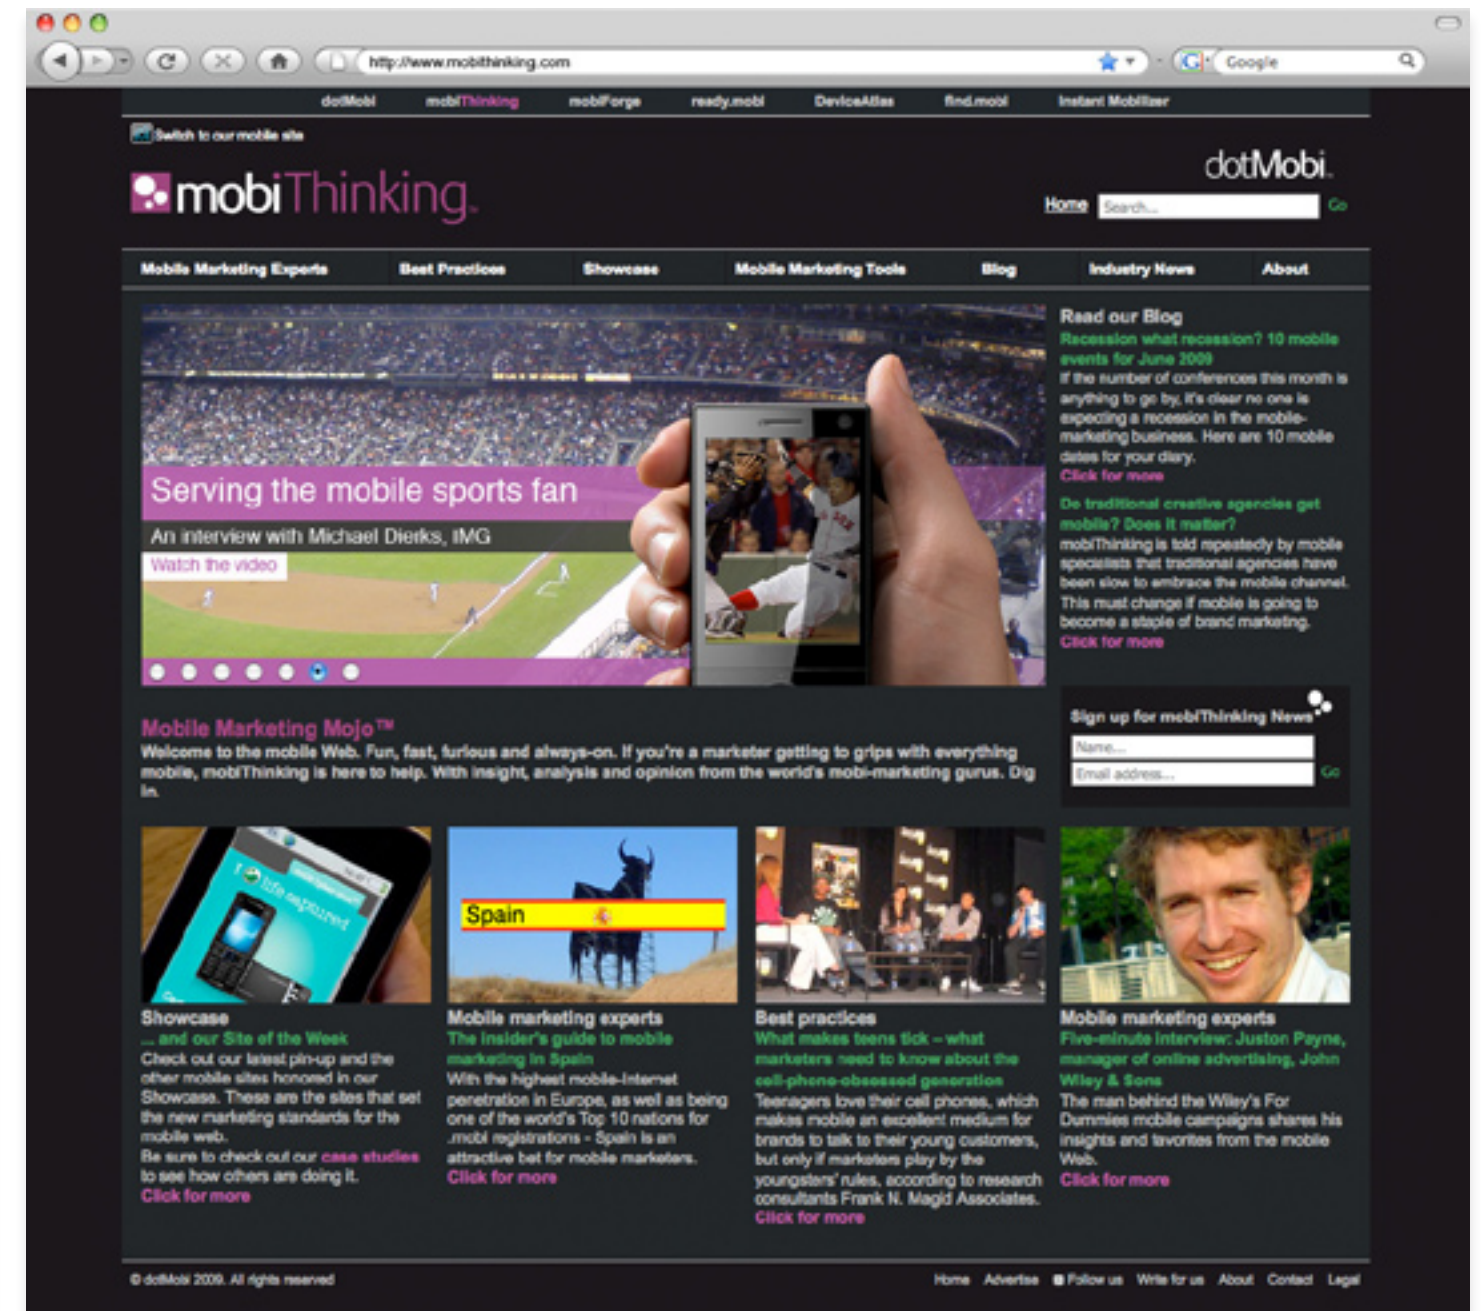 http://www.mobithinking.com
Google
dotMobi mobiThinking mobiForge ready.mobi DeviceAtlas find.mobi Instant Mobilizer
Switch to our mobile site
mobiThinking
dotMobi
Home Search... Go
Mobile Marketing Experts Best Practices Showcase Mobile Marketing Tools Blog Industry News About
Serving the mobile sports fan
An interview with Michael Dierks, IMG
Watch the video
Read our Blog
Recession what recession? 10 mobile
events for June 2009
If the number of conferences this month is
anything to go by, it's clear no one is
expecting a recession in the mobile-
marketing business. Here are 10 mobile
dates for your diary.
Click for more
Do traditional creative agencies get
mobile? Does it matter?
mobiThinking is told repeatedly by mobile
specialists that traditional agencies have
been slow to embrace the mobile channel.
This must change if mobile is going to
become a staple of brand marketing.
Click for more
Mobile Marketing Mojo™
Welcome to the mobile Web. Fun, fast, furious and always-on. If you're a marketer getting to grips with everything
mobile, mobiThinking is here to help. With insight, analysis and opinion from the world's mobi-marketing gurus. Dig
in.
Sign up for mobiThinking News
Name...
Email address... Go
I life captured
Showcase
... and our Site of the Week
Check out our latest pin-up and the
other mobile sites honored in our
Showcase. These are the sites that set
the new marketing standards for the
mobile web.
Be sure to check out our case studies
to see how others are doing it.
Click for more
Spain
Mobile marketing experts
The insider's guide to mobile
marketing in Spain
With the highest mobile-internet
penetration in Europe, as well as being
one of the world's Top 10 nations for
.mobi registrations - Spain is an
attractive bet for mobile marketers.
Click for more
Best practices
What makes teens tick – what
marketers need to know about the
cell-phone-obsessed generation
Teenagers love their cell phones, which
makes mobile an excellent medium for
brands to talk to their young customers,
but only if marketers play by the
youngsters' rules, according to research
consultants Frank N. Magid Associates.
Click for more
Mobile marketing experts
Five-minute interview: Juston Payne,
manager of online advertising, John
Wiley & Sons
The man behind the Wiley's For
Dummies mobile campaigns shares his
insights and favorites from the mobile
Web.
Click for more
© dotMobi 2009. All rights reserved
Home Advertise Follow us Write for us About Contact Legal